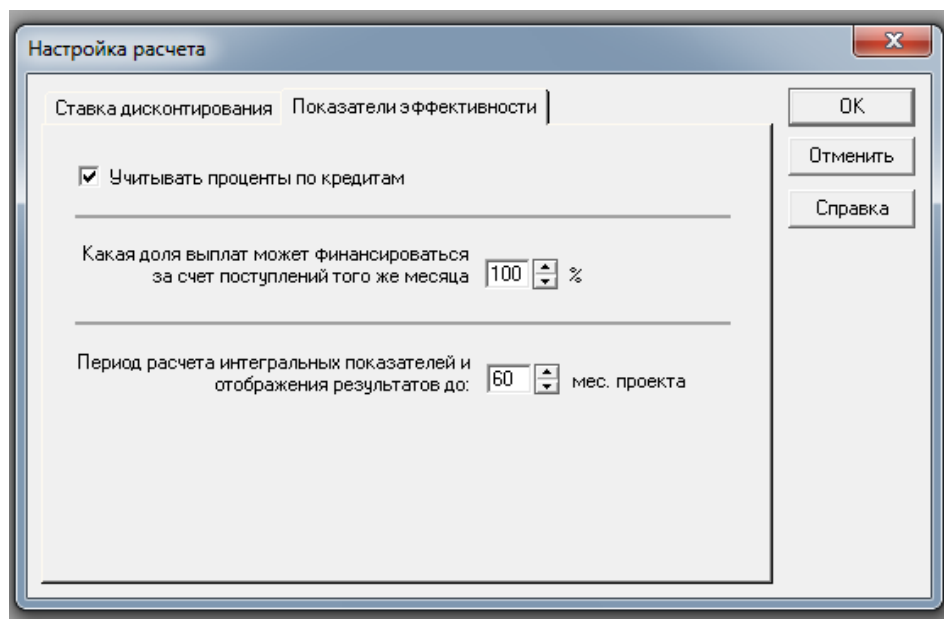 Настройка расчета
Ставка дисконтирования Показатели эффективности
OK
Отменить
Справка
Учитывать проценты по кредитам
Какая доля выплат может финансироваться
за счет поступлений того же месяца 100 %
Период расчета интегральных показателей и
отображения результатов до: 60 мес. проекта